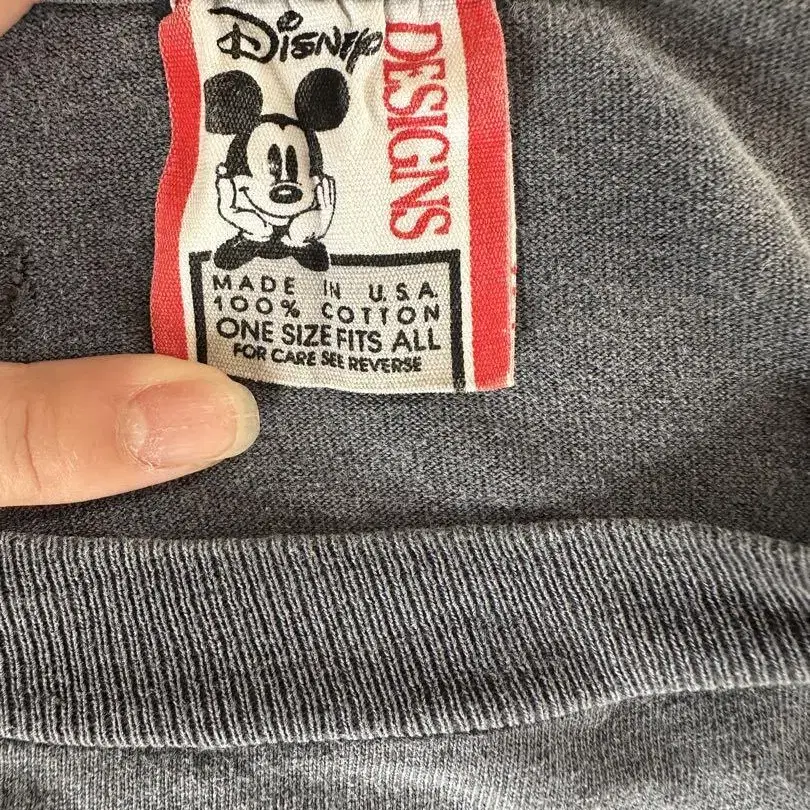 Disney
DESIGNS
MADE IN U.S.A.
100% COTTON
ONE SIZE FITS ALL
FOR CARE SEE REVERSE